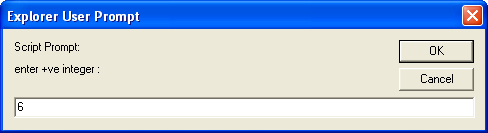 Explorer User Prompt
Script Prompt:
OK
enter +ve integer :
Cancel
6